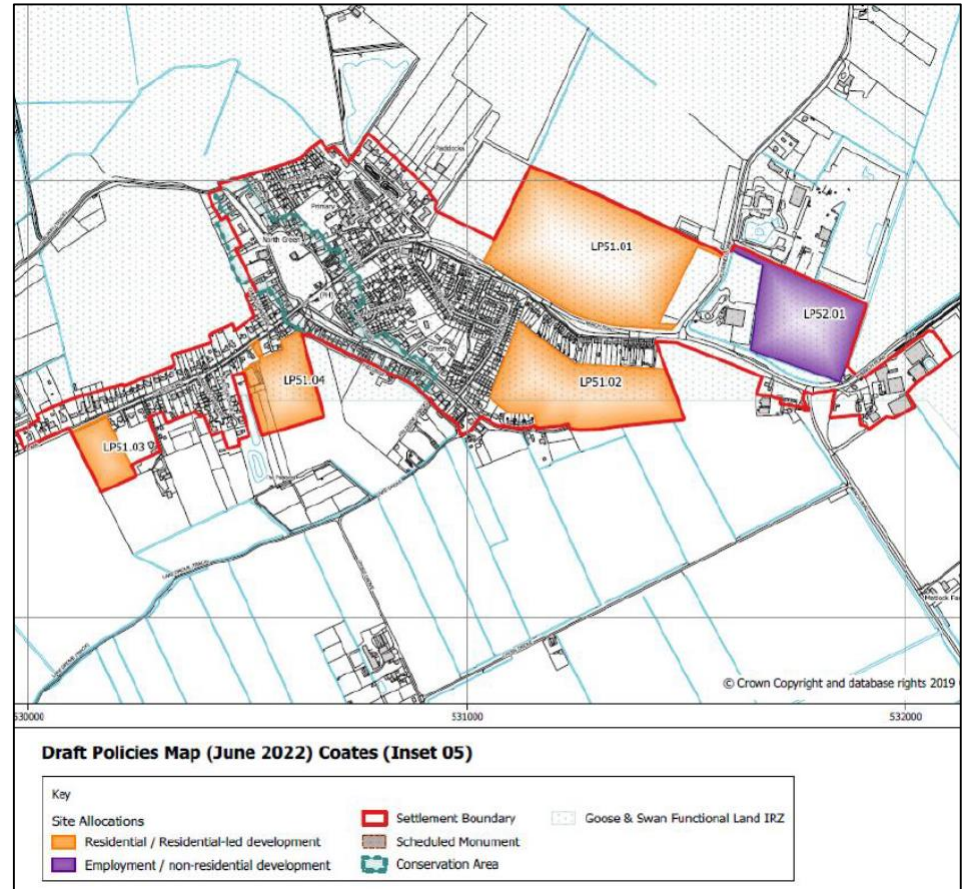 Paddocks
Primary
LP51.01
North Green
LP52.01
(PH)
LP51.04
LP51.02
LP51.03
© Crown Copyright and database rights 2019
530000
531000
532000
Draft Policies Map (June 2022) Coates (Inset 05)
Key
Site Allocations
Residential / Residential-led development
Employment / non-residential development
Settlement Boundary
Scheduled Monument
Conservation Area
Goose & Swan Functional Land IRZ